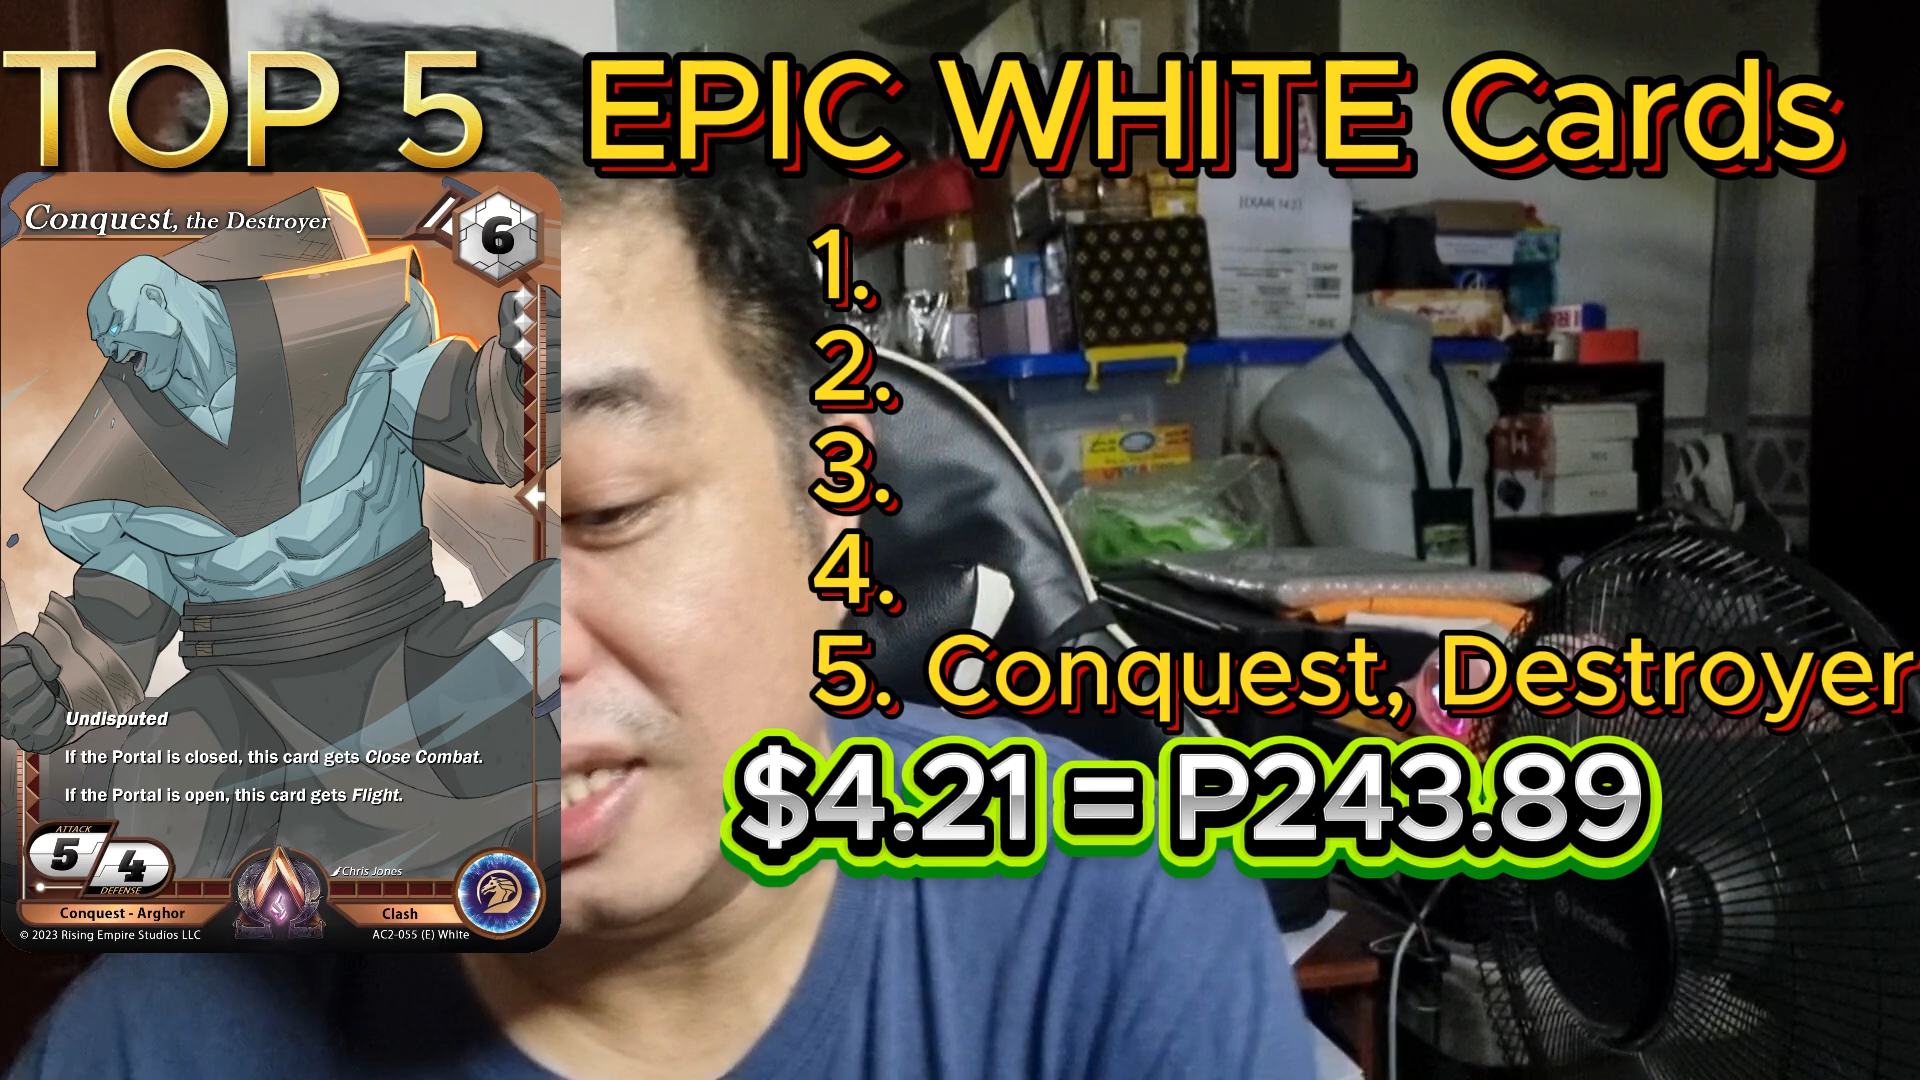 TOP 5 EPIC WHITE Cards
Conquest, the Destroyer
6
1.
2.
3.
4.
5. Conquest, Destroyer
$4.21 = P243.89
Undisputed
If the Portal is closed, this card gets Close Combat.
If the Portal is open, this card gets Flight.
ATTACK
5
4
DEFENSE
Chris Jones
Conquest - Arghor
Clash
© 2023 Rising Empire Studios LLC
AC2-055 (E) White